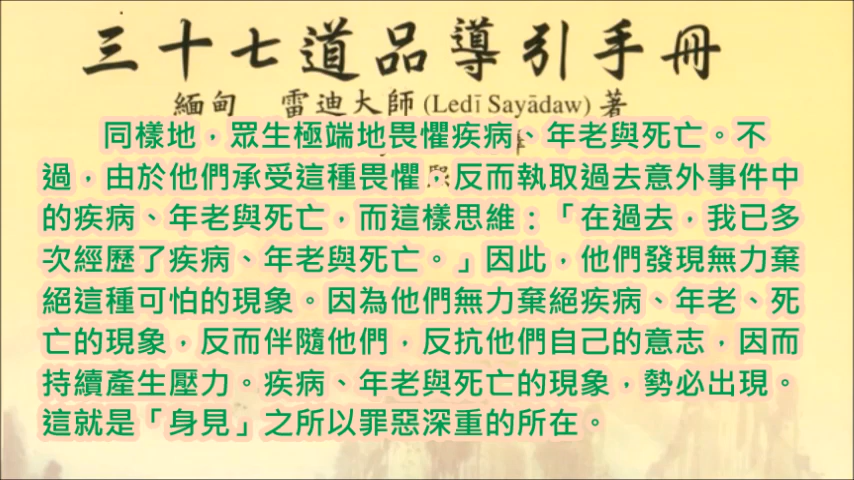 三十七道品導引手冊
緬甸 雷迪大師(Ledī Sayādaw)著
同樣地，眾生極端地畏懼疾病、年老與死亡。不
過，由於他們承受這種畏懼，反而執取過去意外事件中
的疾病、年老與死亡，而這樣思維：「在過去，我已多
次經歷了疾病、年老與死亡。」因此，他們發現無力棄
絕這種可怕的現象。因為他們無力棄絕疾病、年老、死
亡的現象，反而伴隨他們，反抗他們自己的意志，因而
持續產生壓力。疾病、年老與死亡的現象，勢必出現。
這就是「身見」之所以罪惡深重的所在。